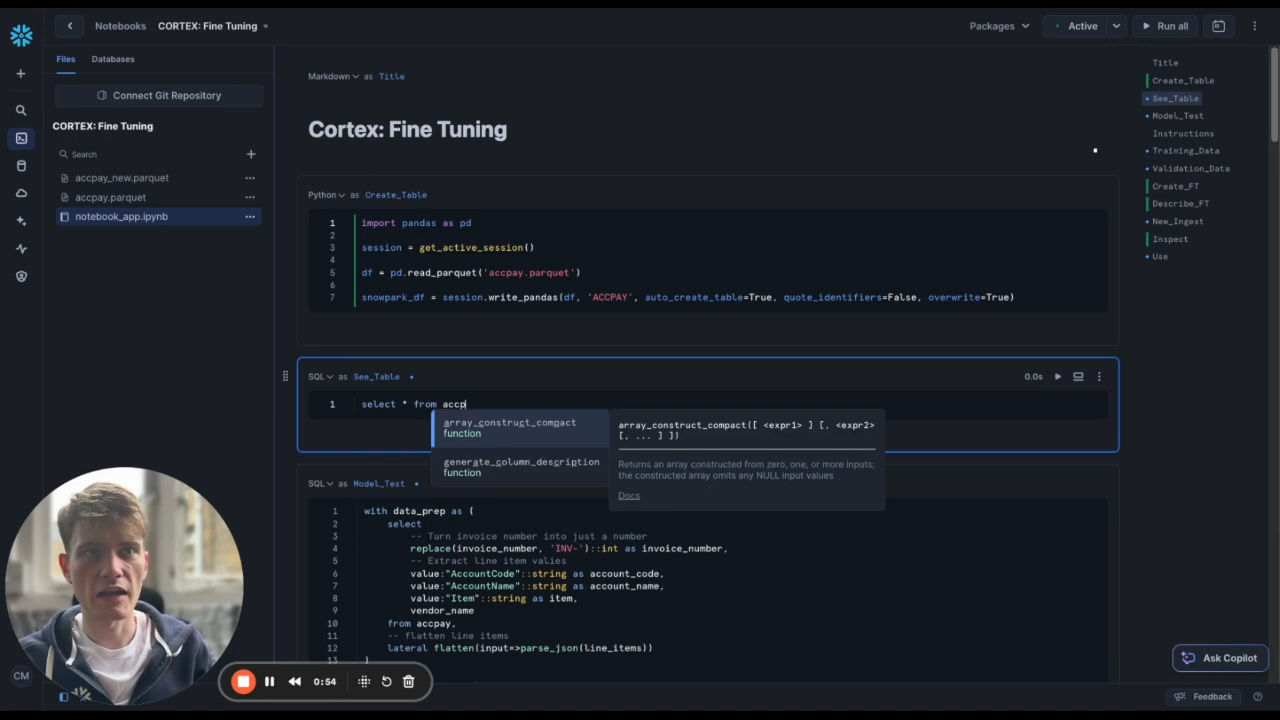 Notebooks CORTEX: Fine Tuning
Packages Active Run all
Files Databases
Connect Git Repository
CORTEX: Fine Tuning
Search
accpay_new.parquet
accpay.parquet
notebook_app.ipynb
Markdown as Title
Cortex: Fine Tuning
Python as Create_Table
1 import pandas as pd
2
3 session = get_active_session()
4
5 df = pd.read_parquet('accpay.parquet')
6
7 snowpark_df = session.write_pandas(df, 'ACCPAY', auto_create_table=True, quote_identifiers=False, overwrite=True)
SQL as See_Table
0.0s
1 select * from accp
array_construct_compact
function
generate_column_description
function
array_construct_compact([ <expr1> ] [, <expr2>
[, ... ] ])
Returns an array constructed from zero, one, or more inputs;
the constructed array omits any NULL input values
Docs
SQL as Model_Test
1 with data_prep as (
2 select
3 -- Turn invoice number into just a number
4 replace(invoice_number, 'INV-')::int as invoice_number,
5 -- Extract line item valies
6 value:"AccountCode"::string as account_code,
7 value:"AccountName"::string as account_name,
8 value:"Item"::string as item,
9 vendor_name
10 from accpay,
11 -- flatten line items
12 lateral flatten(input=>parse_json(line_items))
13 )
Title
Create_Table
See_Table
Model_Test
Instructions
Training_Data
Validation_Data
Create_FT
Describe_FT
New_Ingest
Inspect
Use
CM
0:54
Ask Copilot
Feedback